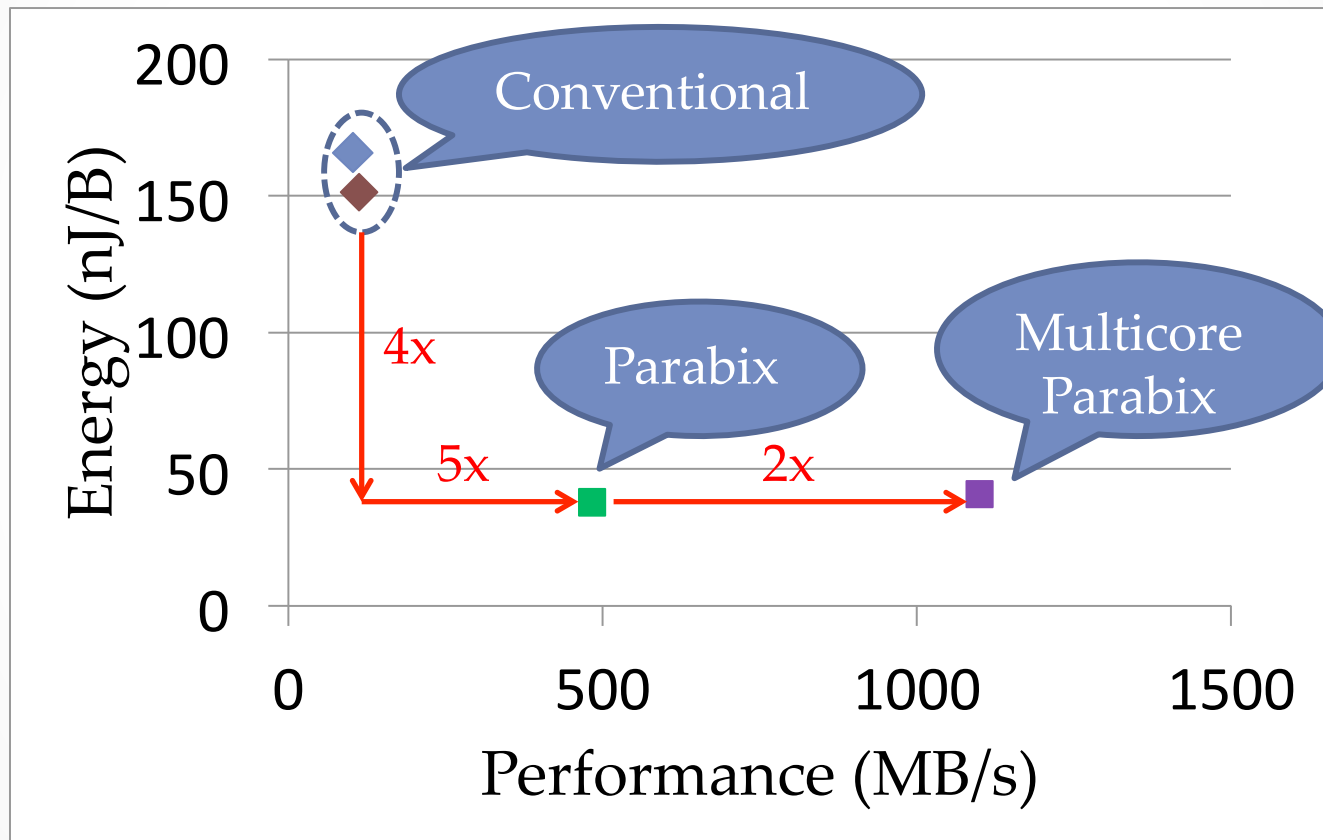 200
Conventional
150
Energy (nJ/B)
100
4x
Parabix
Multicore
Parabix
50
5x
2x
0
0
500
1000
1500
Performance (MB/s)